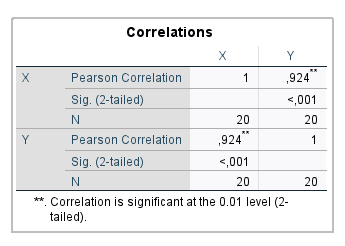 Correlations
X Y
X Pearson Correlation 1 ,924**
Sig. (2-tailed) <,001
N 20 20
Y Pearson Correlation ,924** 1
Sig. (2-tailed) <,001
N 20 20
**. Correlation is significant at the 0.01 level (2-
tailed).